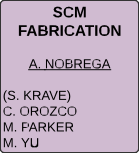 SCM
FABRICATION
A. NOBREGA
(S. KRAVE)
C. OROZCO
M. PARKER
M. YU